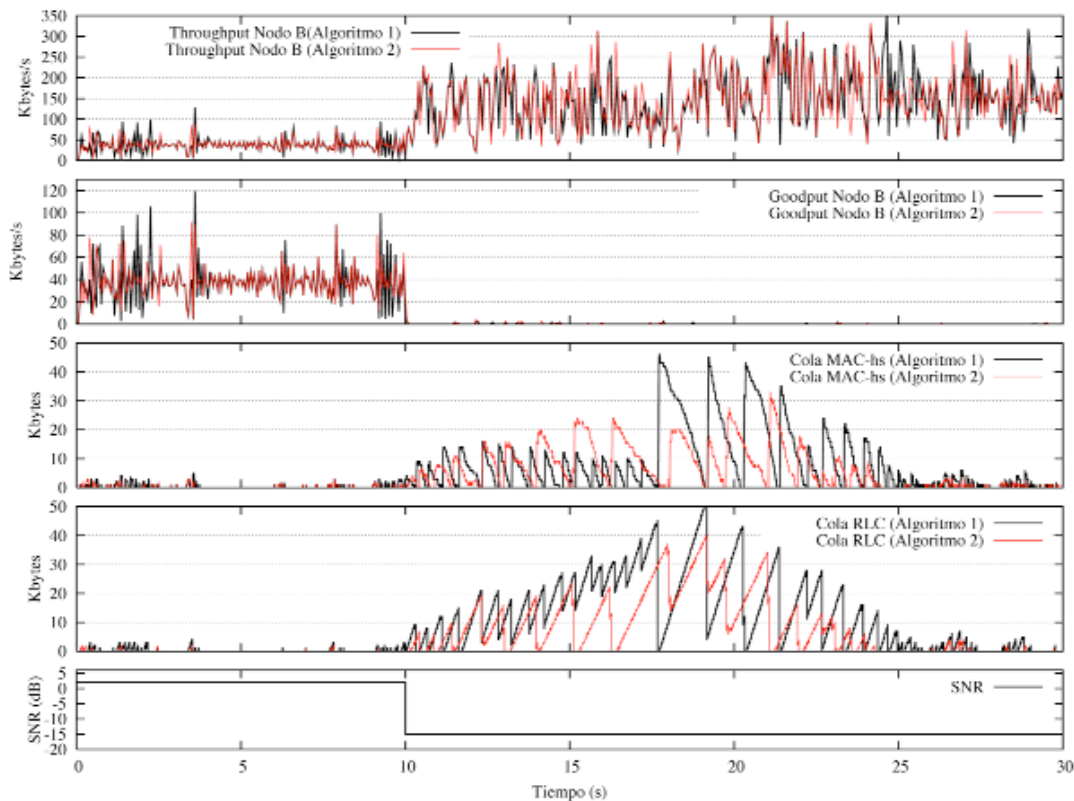 350
300
250
200
150
100
50
0
Kbytes/s
Throughput Nodo B(Algoritmo 1)
Throughput Nodo B(Algoritmo 2)
120
100
80
60
40
20
0
Kbytes/s
Goodput Nodo B (Algoritmo 1)
Goodput Nodo B (Algoritmo 2)
50
40
30
20
10
0
Kbytes
Cola MAC-hs (Algoritmo 1)
Cola MAC-hs (Algoritmo 2)
50
40
30
20
10
0
Kbytes
Cola RLC (Algoritmo 1)
Cola RLC (Algoritmo 2)
5
0
-5
-10
-15
-20
SNR (dB)
SNR
0 5 10 15 20 25 30
Tiempo (s)